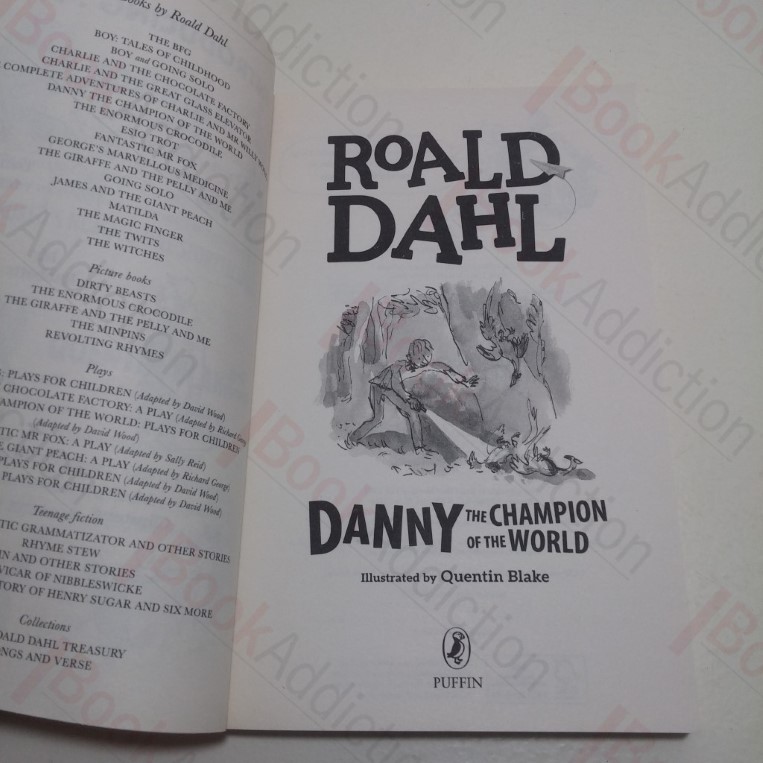 Books by Roald Dahl
THE BFG
BOY: TALES OF CHILDHOOD
BOY and GOING SOLO
CHARLIE AND THE CHOCOLATE FACTORY
CHARLIE AND THE GREAT GLASS ELEVATOR
COMPLETE ADVENTURES OF CHARLIE AND MR WILLY
DANNY THE CHAMPION OF THE WORLD
THE ENORMOUS CROCODILE
ESIO TROT
FANTASTIC MR FOX
GEORGE'S MARVELLOUS MEDICINE
THE GIRAFFE AND THE PELLY AND ME
GOING SOLO
JAMES AND THE GIANT PEACH
MATILDA
THE MAGIC FINGER
THE TWITS
THE WITCHES
Picture books
DIRTY BEASTS
THE ENORMOUS CROCODILE
THE GIRAFFE AND THE PELLY AND ME
THE MINPINS
REVOLTING RHYMES
Plays
PLAYS FOR CHILDREN (Adapted by David Wood)
CHOCOLATE FACTORY: A PLAY (Adapted by Richard
OF THE WORLD: PLAYS FOR CHILDREN
(Adapted by David Wood)
MR FOX: A PLAY (Adapted by Sally Reid)
GIANT PEACH: A PLAY (Adapted by Richard George)
PLAYS FOR CHILDREN (Adapted by David Wood)
PLAYS FOR CHILDREN (Adapted by David Wood)
Teenage fiction
GRAMMATIZATOR AND OTHER STORIES
RHYME STEW
AND OTHER STORIES
VICAR OF NIBBLESWICKE
OF HENRY SUGAR AND SIX MORE
Collections
DAHL TREASURY
AND VERSE
ROALD
DAHL
DANNY THE CHAMPION
OF THE WORLD
Illustrated by Quentin Blake
PUFFIN
BookAddiction